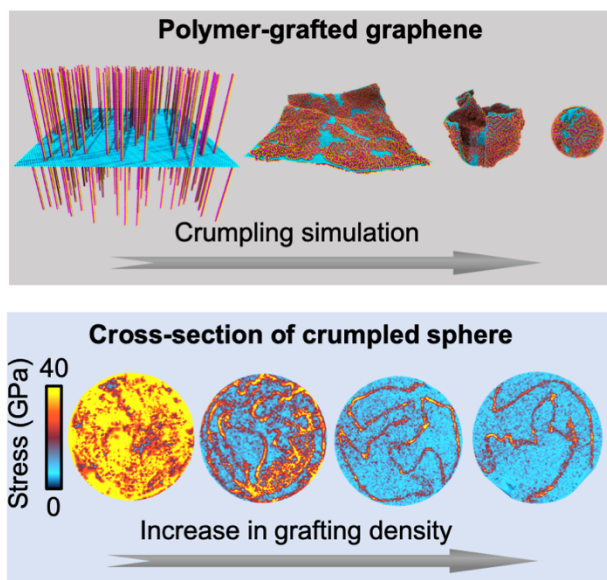 Polymer-grafted graphene
Crumpling simulation
Cross-section of crumpled sphere
Stress (GPa)
40
0
Increase in grafting density